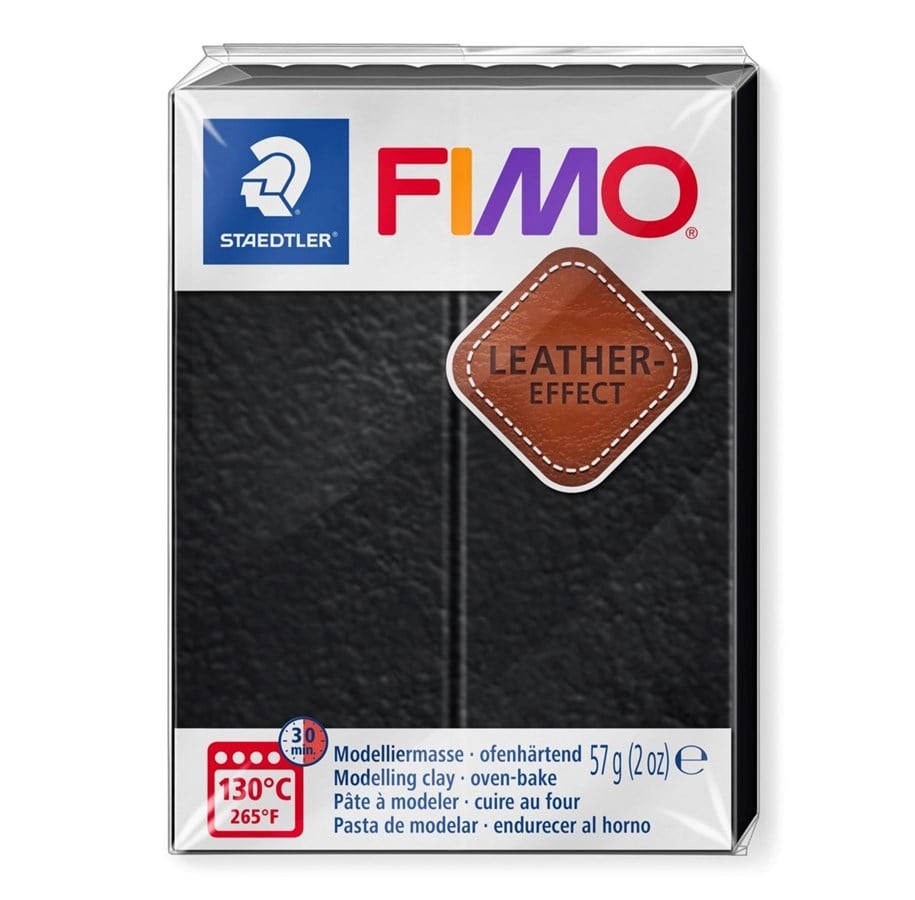 STAEDTLER®
FIMO®
LEATHER-
EFFECT
30
min.
130°C
265°F
Modelliermasse · ofenhärtend
Modelling clay · oven-bake
Pâte à modeler · cuire au four
Pasta de modelar · endurecer al horno
57 g (2 oz) ℮